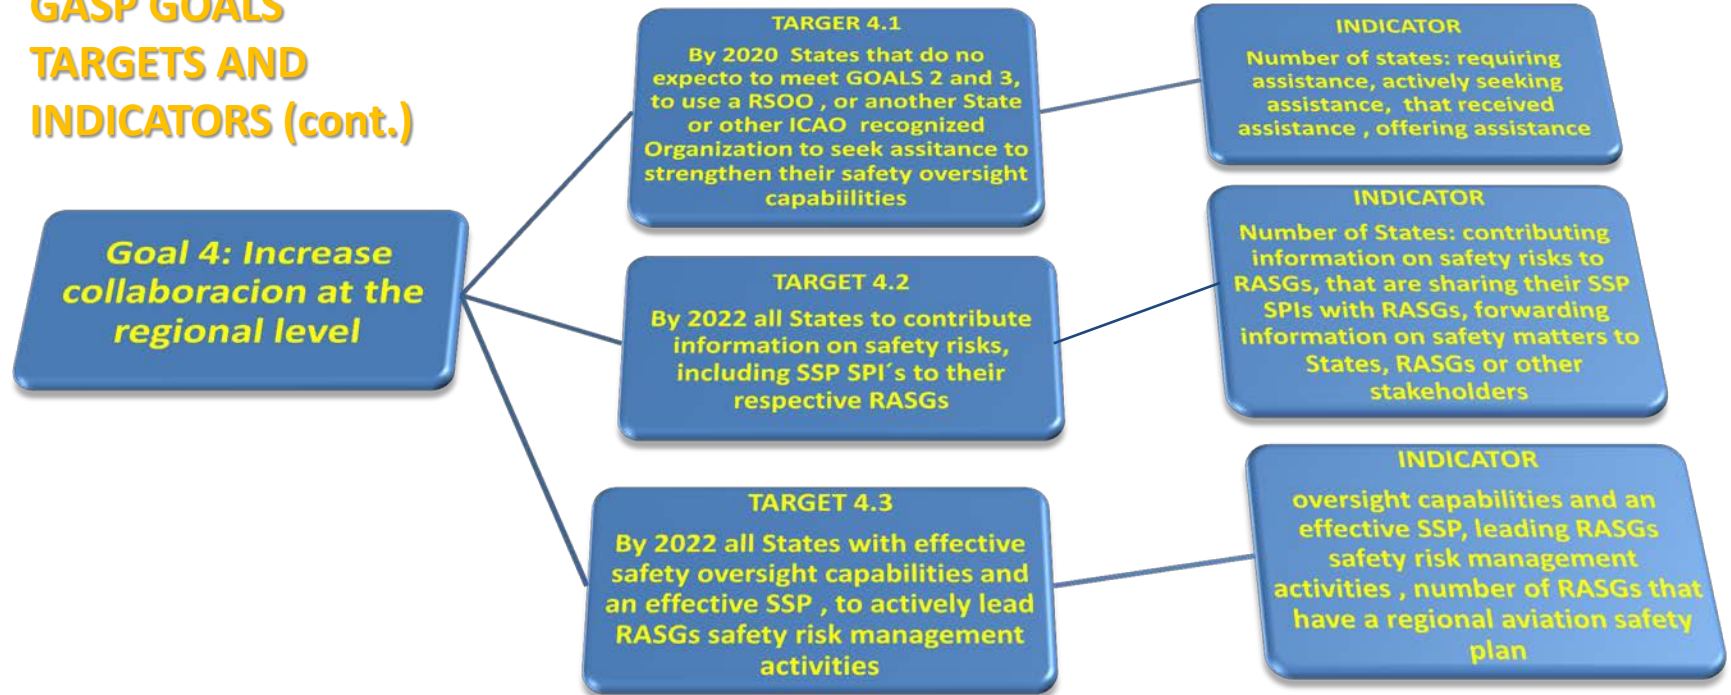 GASP GOALS
TARGETS AND
INDICATORS (cont.)
Goal 4: Increase
collaboracion at the
regional level
TARGER 4.1
By 2020 States that do no
expecto to meet GOALS 2 and 3,
to use a RSOO , or another State
or other ICAO recognized
Organization to seek assitance to
strengthen their safety oversight
capabiilities
INDICATOR
Number of states: requiring
assistance, actively seeking
assistance, that received
assistance , offering assistance
TARGET 4.2
By 2022 all States to contribute
information on safety risks,
including SSP SPI´s to their
respective RASGs
INDICATOR
Number of States: contributing
information on safety risks to
RASGs, that are sharing their SSP
SPIs with RASGs, forwarding
information on safety matters to
States, RASGs or other
stakeholders
TARGET 4.3
By 2022 all States with effective
safety oversight capabilities and
an effective SSP , to actively lead
RASGs safety risk management
activities
INDICATOR
oversight capabilities and an
effective SSP, leading RASGs
safety risk management
activities , number of RASGs that
have a regional aviation safety
plan